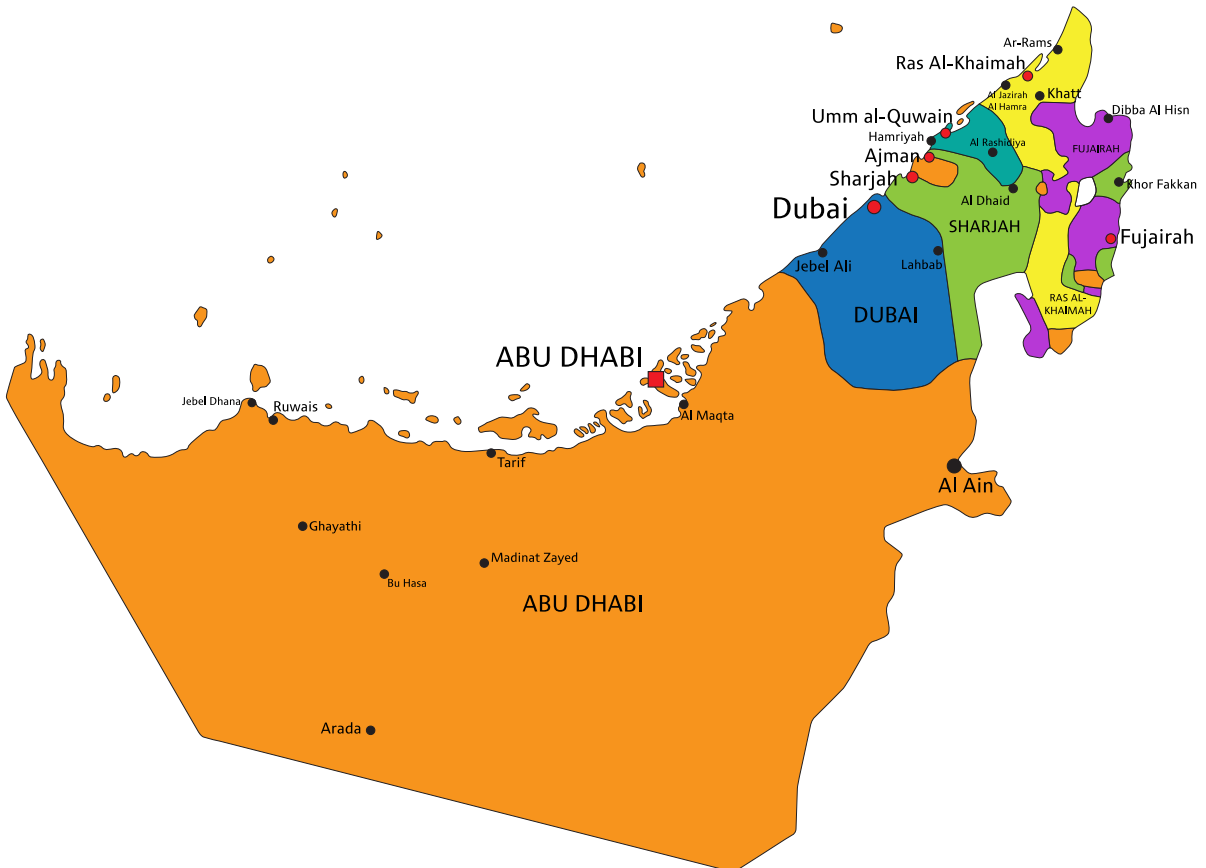 Ar-Rams
Ras Al-Khaimah
Al Jazirah
Al Hamra
Khatt
Umm al-Quwain
Dibba Al Hisn
Hamriyah
Al Rashidiya
FUJAIRAH
Ajman
Sharjah
Khor Fakkan
Al Dhaid
Dubai
SHARJAH
Fujairah
Jebel Ali
Lahbab
RAS AL-
KHAIMAH
DUBAI
ABU DHABI
Jebel Dhana
Ruwais
Al Maqta
Tarif
Al Ain
Ghayathi
Madinat Zayed
Bu Hasa
ABU DHABI
Arada